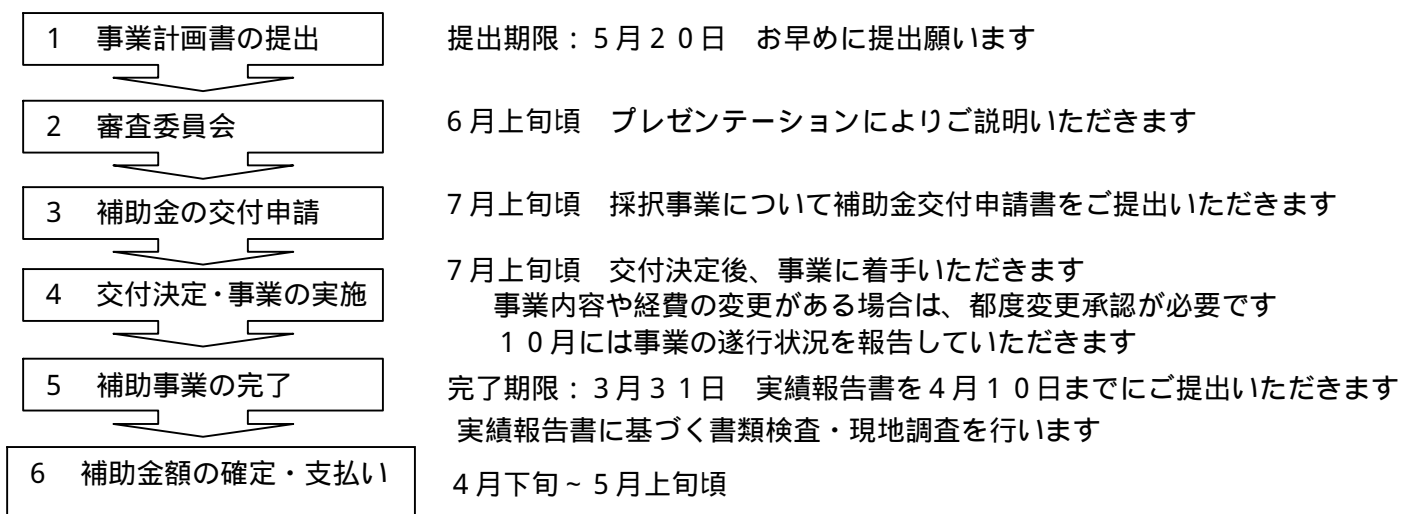 1 事業計画書の提出 提出期限：5月20日 お早めに提出願います
2 審査委員会 6月上旬頃 プレゼンテーションによりご説明いただきます
3 補助金の交付申請 7月上旬頃 採択事業について補助金交付申請書をご提出いただきます
4 交付決定・事業の実施 7月上旬頃 交付決定後、事業に着手いただきます
事業内容や経費の変更がある場合は、都度変更承認が必要です
10月には事業の遂行状況を報告していただきます
5 補助事業の完了 完了期限：3月31日 実績報告書を4月10日までにご提出いただきます
実績報告書に基づく書類検査・現地調査を行います
6 補助金額の確定・支払い 4月下旬~5月上旬頃